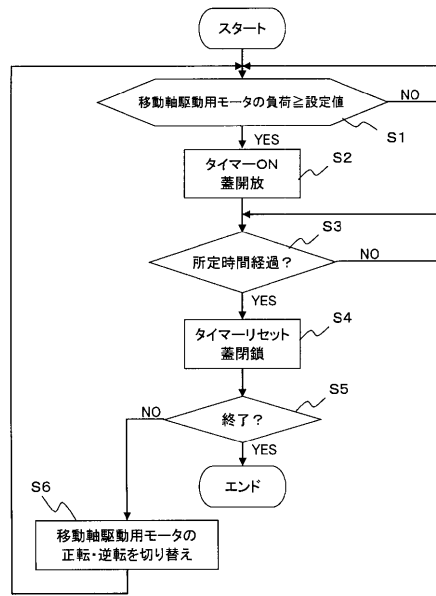 スタート
移動軸駆動用モータの負荷≧設定値
NO
S1
YES
S2
タイマーON
蓋開放
S3
所定時間経過?
NO
YES
S4
タイマーリセット
蓋閉鎖
S5
NO
終了?
YES
エンド
S6
移動軸駆動用モータの
正転・逆転を切り替え